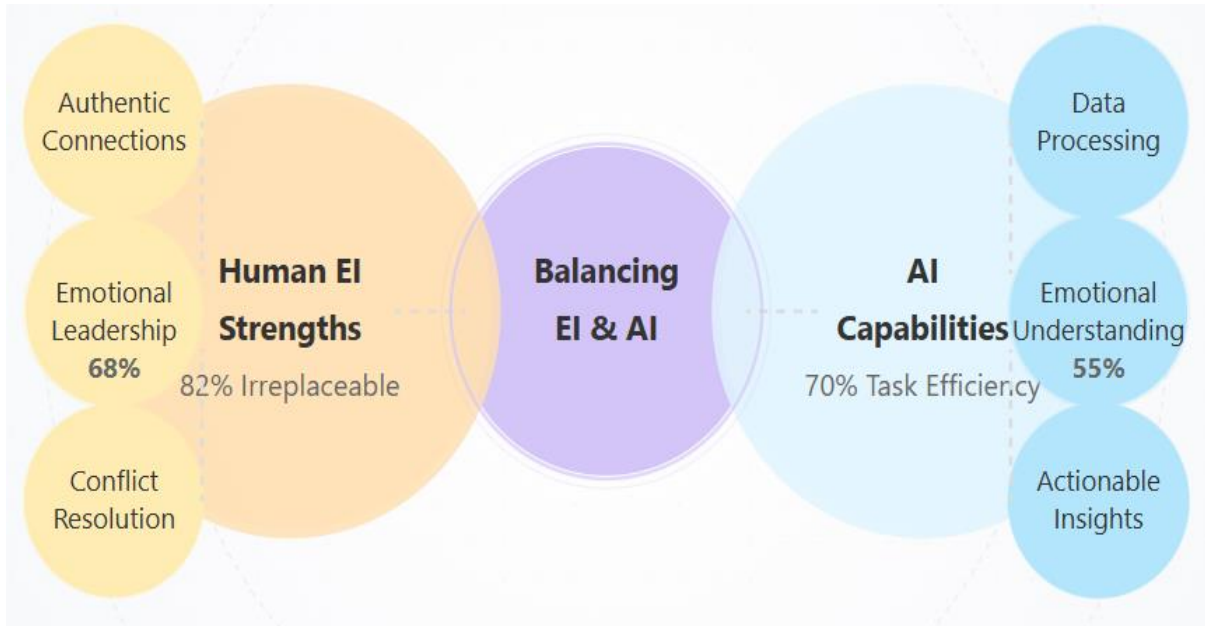 Authentic
Connections
Emotional
Leadership
68%
Conflict
Resolution
Human EI
Strengths
82% Irreplaceable
Balancing
EI & AI
AI
Capabilities
70% Task Efficiency
Data
Processing
Emotional
Understanding
55%
Actionable
Insights